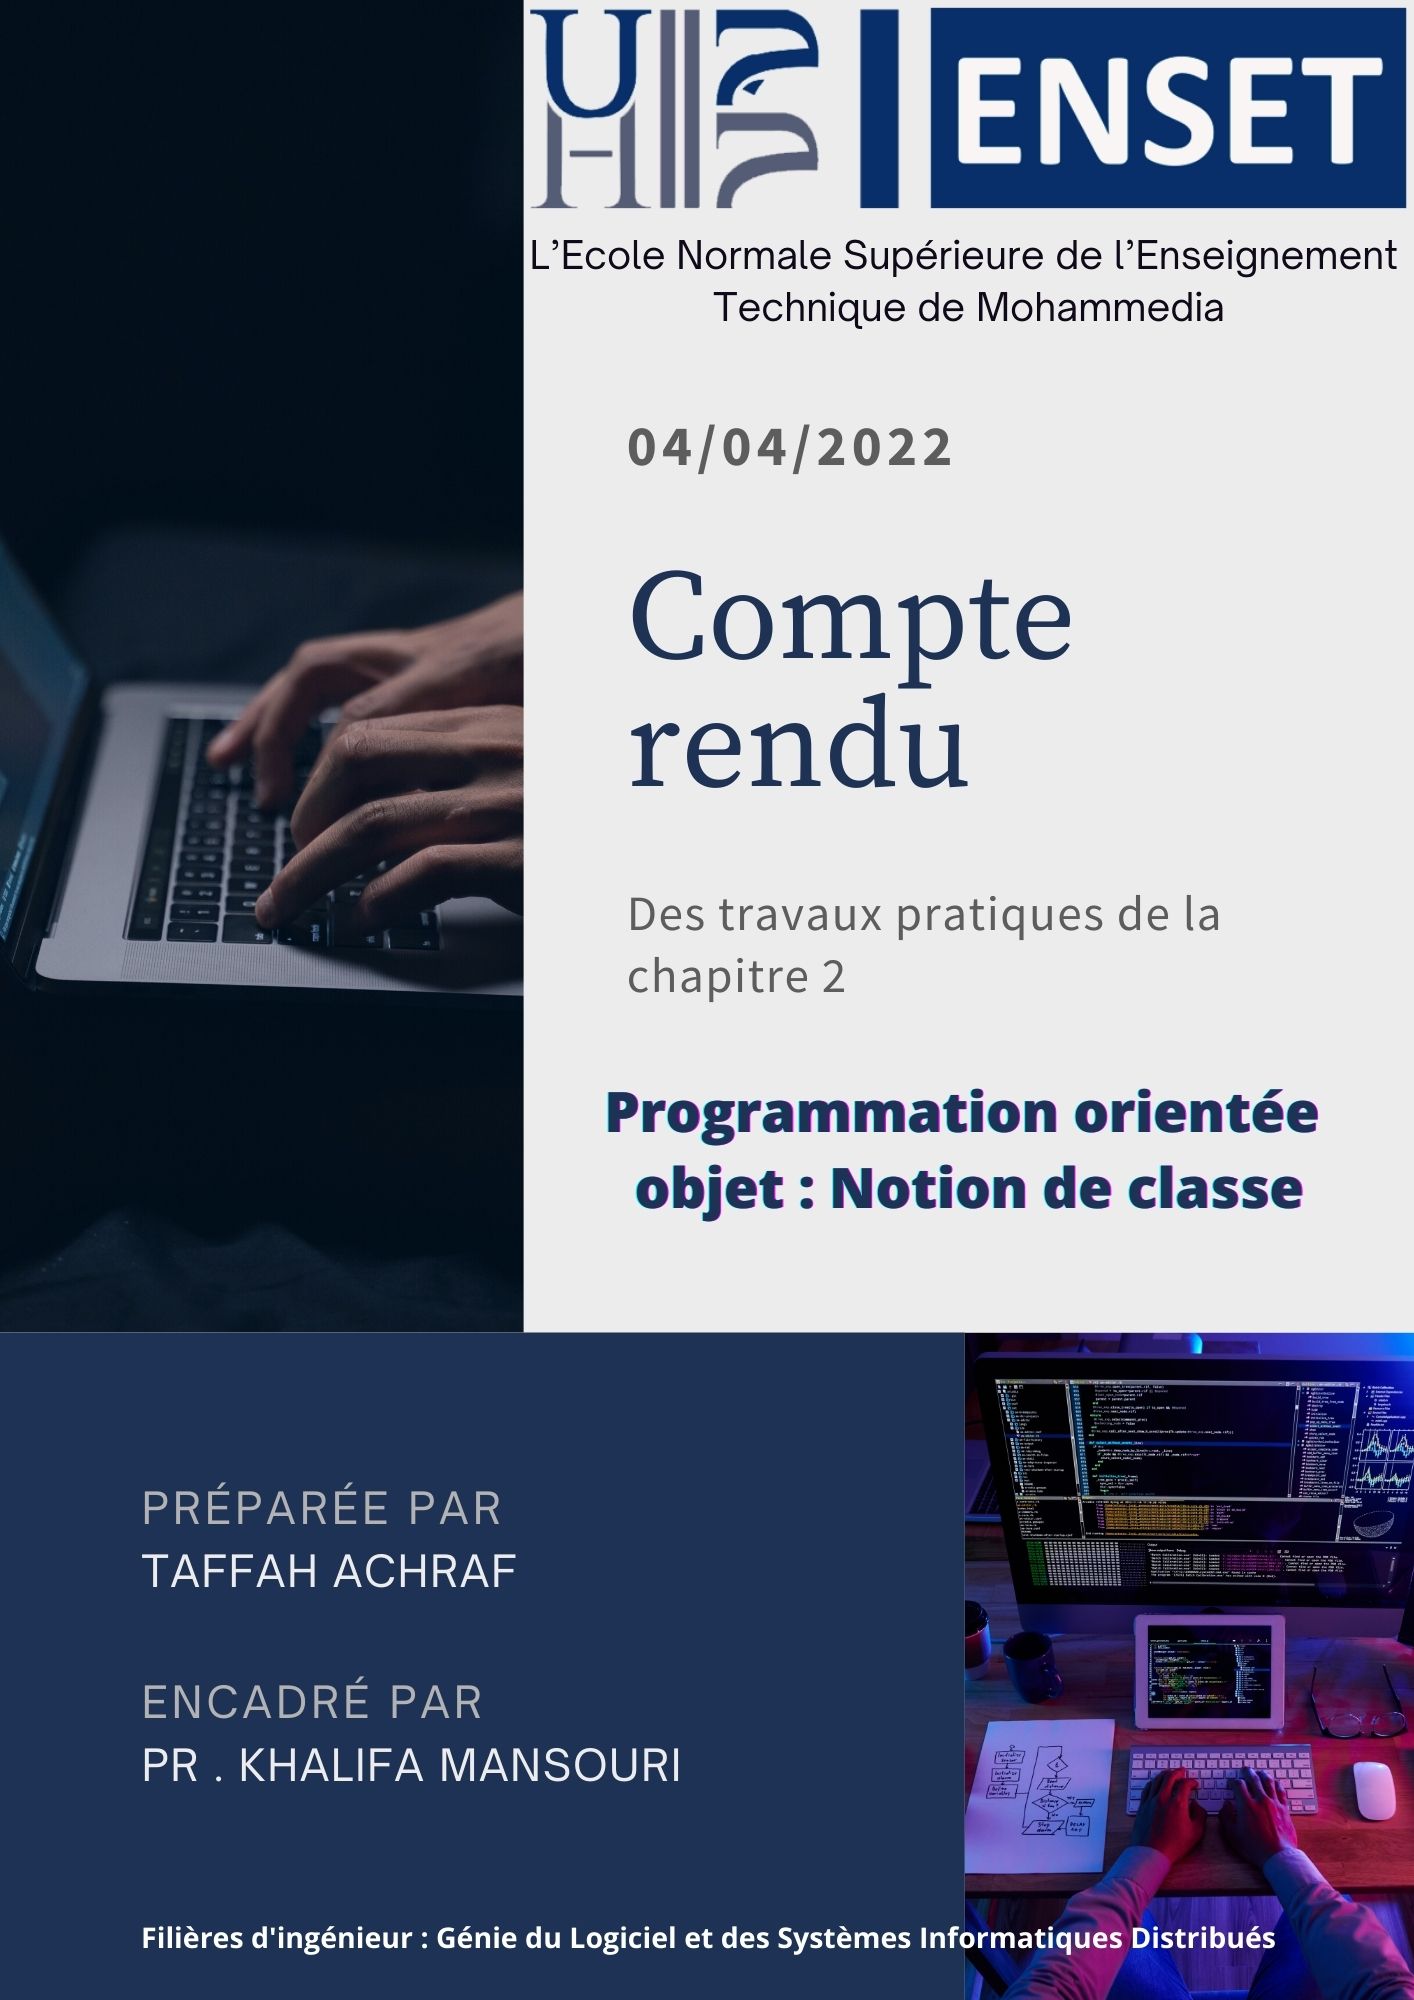 UH2C
ENSET
L’Ecole Normale Supérieure de l’Enseignement
Technique de Mohammedia
04/04/2022
Compte
rendu
Des travaux pratiques de la
chapitre 2
Programmation orientée
objet : Notion de classe
PRÉPARÉE PAR
TAFFAH ACHRAF
ENCADRÉ PAR
PR . KHALIFA MANSOURI
Filières d'ingénieur : Génie du Logiciel et des Systèmes Informatiques Distribués